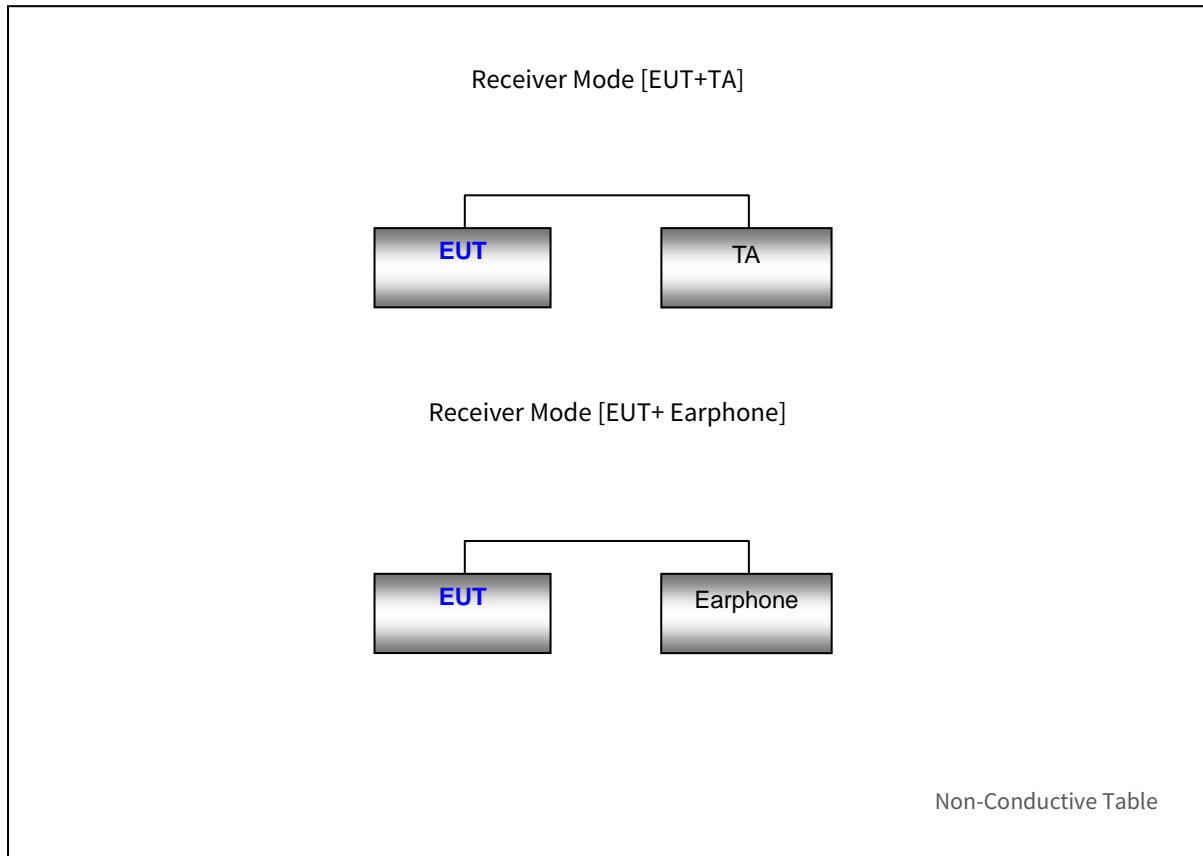 Receiver Mode [EUT+TA]
EUT
TA
Receiver Mode [EUT+ Earphone]
EUT
Earphone
Non-Conductive Table